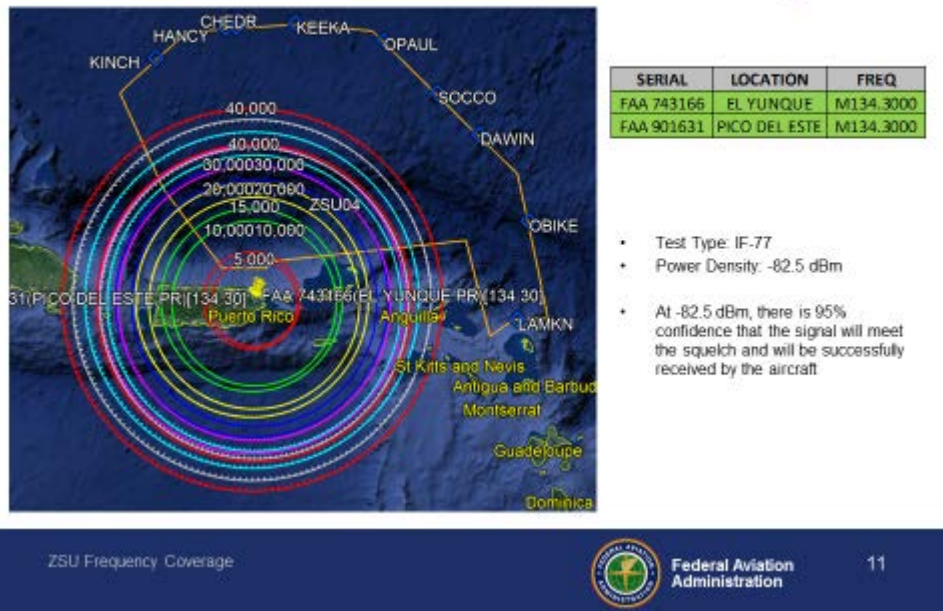 CHEDR
KEEKA
HANCY
OPAUL
KINCH
SOCCO
DAWIN
OBIKE
LAMKN
40,000
40,000
30,00030,000
20,00020,000
15,000
ZSU04
10,00010,000
5,000
31(PICO DEL ESTE,PR)[134.30]
FAA 743166(EL YUNQUE PR)[134.30]
Puerto Rico
Anguilla
St Kitts and Nevis
Antigua and Barbud
Montserrat
Guadeloupe
Dominica
SERIAL LOCATION FREQ
FAA 743166 EL YUNQUE M134.3000
FAA 901631 PICO DEL ESTE M134.3000
• Test Type: IF-77
• Power Density: -82.5 dBm
• At -82.5 dBm, there is 95%
confidence that the signal will meet
the squelch and will be successfully
received by the aircraft
ZSU Frequency Coverage
Federal Aviation
Administration
11